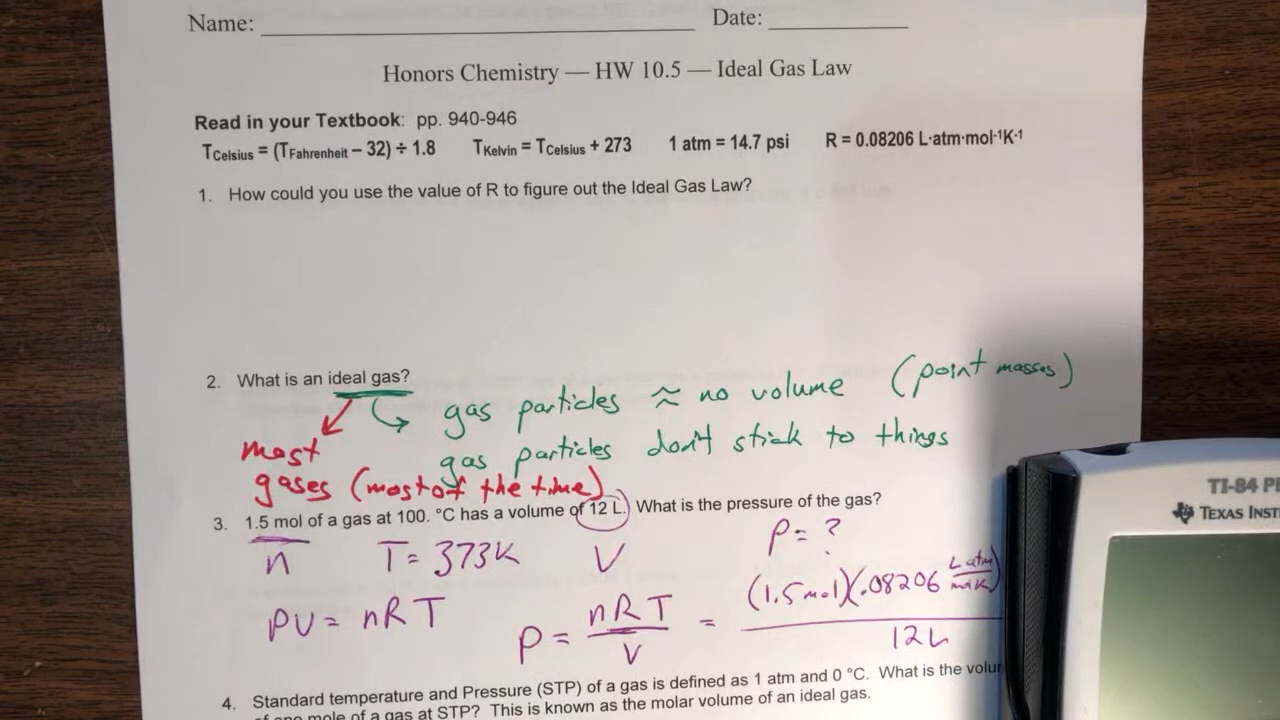 Name: ____ Date: ____
Honors Chemistry — HW 10.5 — Ideal Gas Law
Read in your Textbook: pp. 940-946
TCelsius = (TFahrenheit – 32) ÷ 1.8 TKelvin = TCelsius + 273 1 atm = 14.7 psi R = 0.08206 L·atm·mol-1K-1
1. How could you use the value of R to figure out the Ideal Gas Law?
2. What is an ideal gas?
gas particles ≈ no volume (point masses)
gas particles don't stick to things
most
gases (most of the time)
3. 1.5 mol of a gas at 100. °C has a volume of 12 L. What is the pressure of the gas?
n T = 373K V P = ?
PV = nRT P = nRT / V = (1.5 mol)(.08206 L atm / mol K) / 12 L
4. Standard temperature and Pressure (STP) of a gas is defined as 1 atm and 0 °C. What is the
of one mole of a gas at STP? This is known as the molar volume of an ideal gas.
TI-84
TEXAS